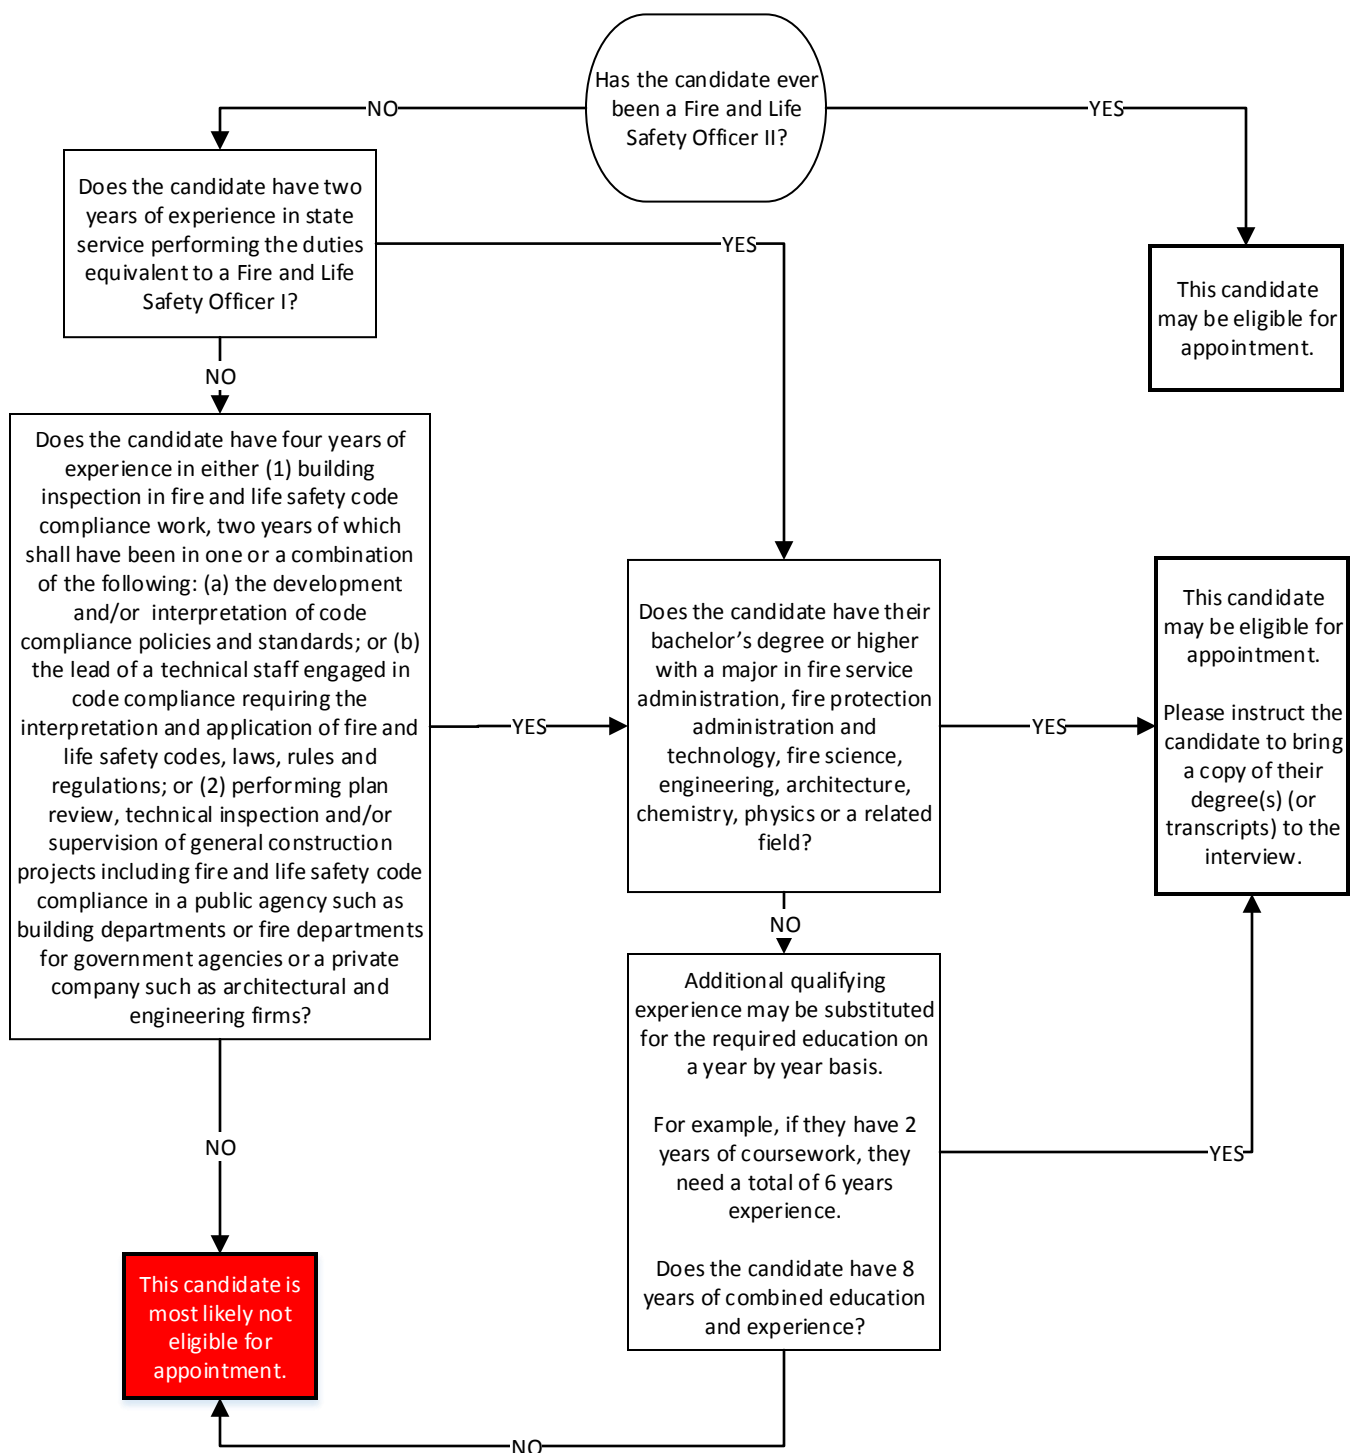 Has the candidate ever
been a Fire and Life
Safety Officer II?
NO
YES
Does the candidate have two
years of experience in state
service performing the duties
equivalent to a Fire and Life
Safety Officer I?
YES
NO
This candidate
may be eligible for
appointment.
Does the candidate have four years of
experience in either (1) building
inspection in fire and life safety code
compliance work, two years of which
shall have been in one or a combination
of the following: (a) the development
and/or interpretation of code
compliance policies and standards; or (b)
the lead of a technical staff engaged in
code compliance requiring the
interpretation and application of fire and
life safety codes, laws, rules and
regulations; or (2) performing plan
review, technical inspection and/or
supervision of general construction
projects including fire and life safety code
compliance in a public agency such as
building departments or fire departments
for government agencies or a private
company such as architectural and
engineering firms?
YES
NO
Does the candidate have their
bachelor's degree or higher
with a major in fire service
administration, fire protection
administration and
technology, fire science,
engineering, architecture,
chemistry, physics or a related
field?
YES
NO
This candidate
may be eligible for
appointment.
Please instruct the
candidate to bring
a copy of their
degree(s) (or
transcripts) to the
interview.
Additional qualifying
experience may be substituted
for the required education on
a year by year basis.
For example, if they have 2
years of coursework, they
need a total of 6 years
experience.
Does the candidate have 8
years of combined education
and experience?
YES
NO
This candidate is
most likely not
eligible for
appointment.